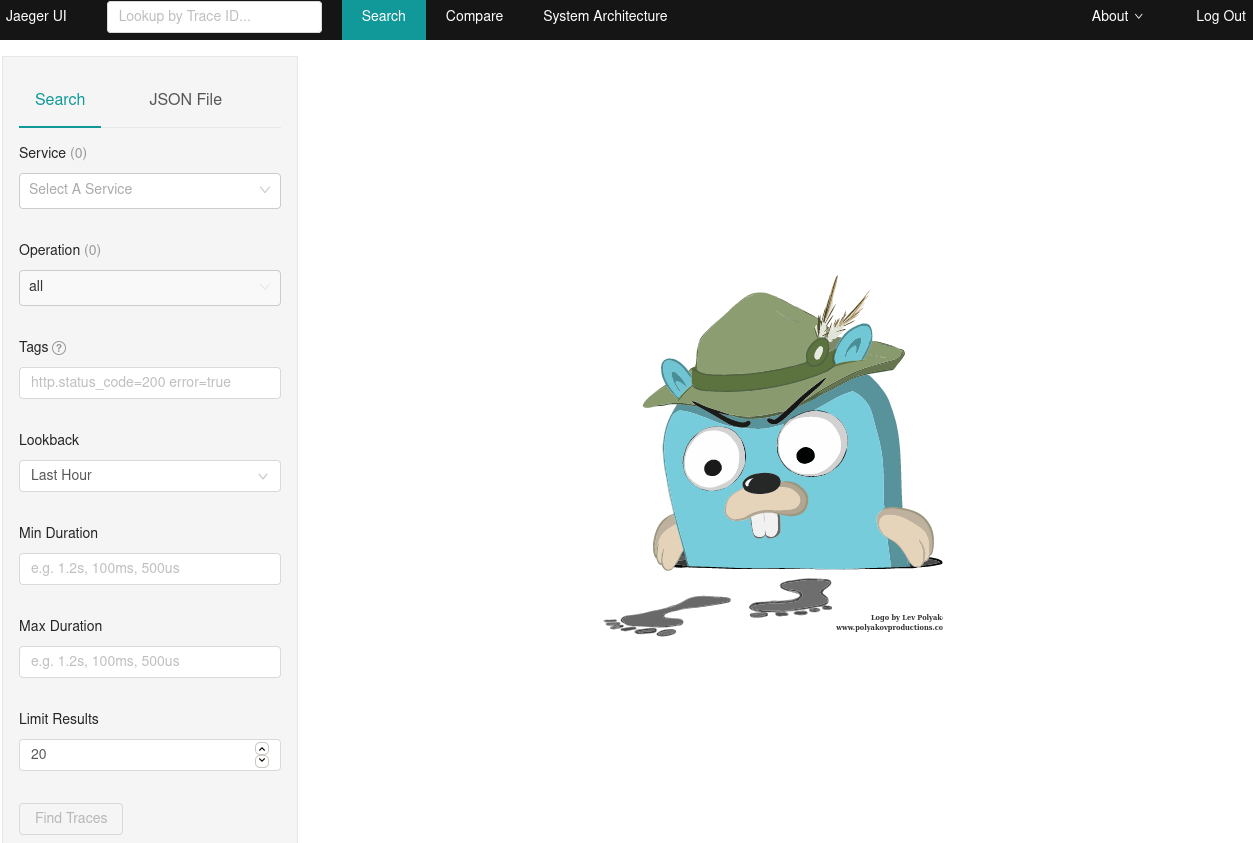 Jaeger UI
Lookup by Trace ID...
Search
Compare
System Architecture
About
Log Out
Search
JSON File
Service (0)
Select A Service
Operation (0)
all
Tags ?
http.status_code=200 error=true
Lookback
Last Hour
Min Duration
e.g. 1.2s, 100ms, 500us
Max Duration
e.g. 1.2s, 100ms, 500us
Limit Results
20
Find Traces
Logo by Lev Polyak
www.polyakovproductions.co